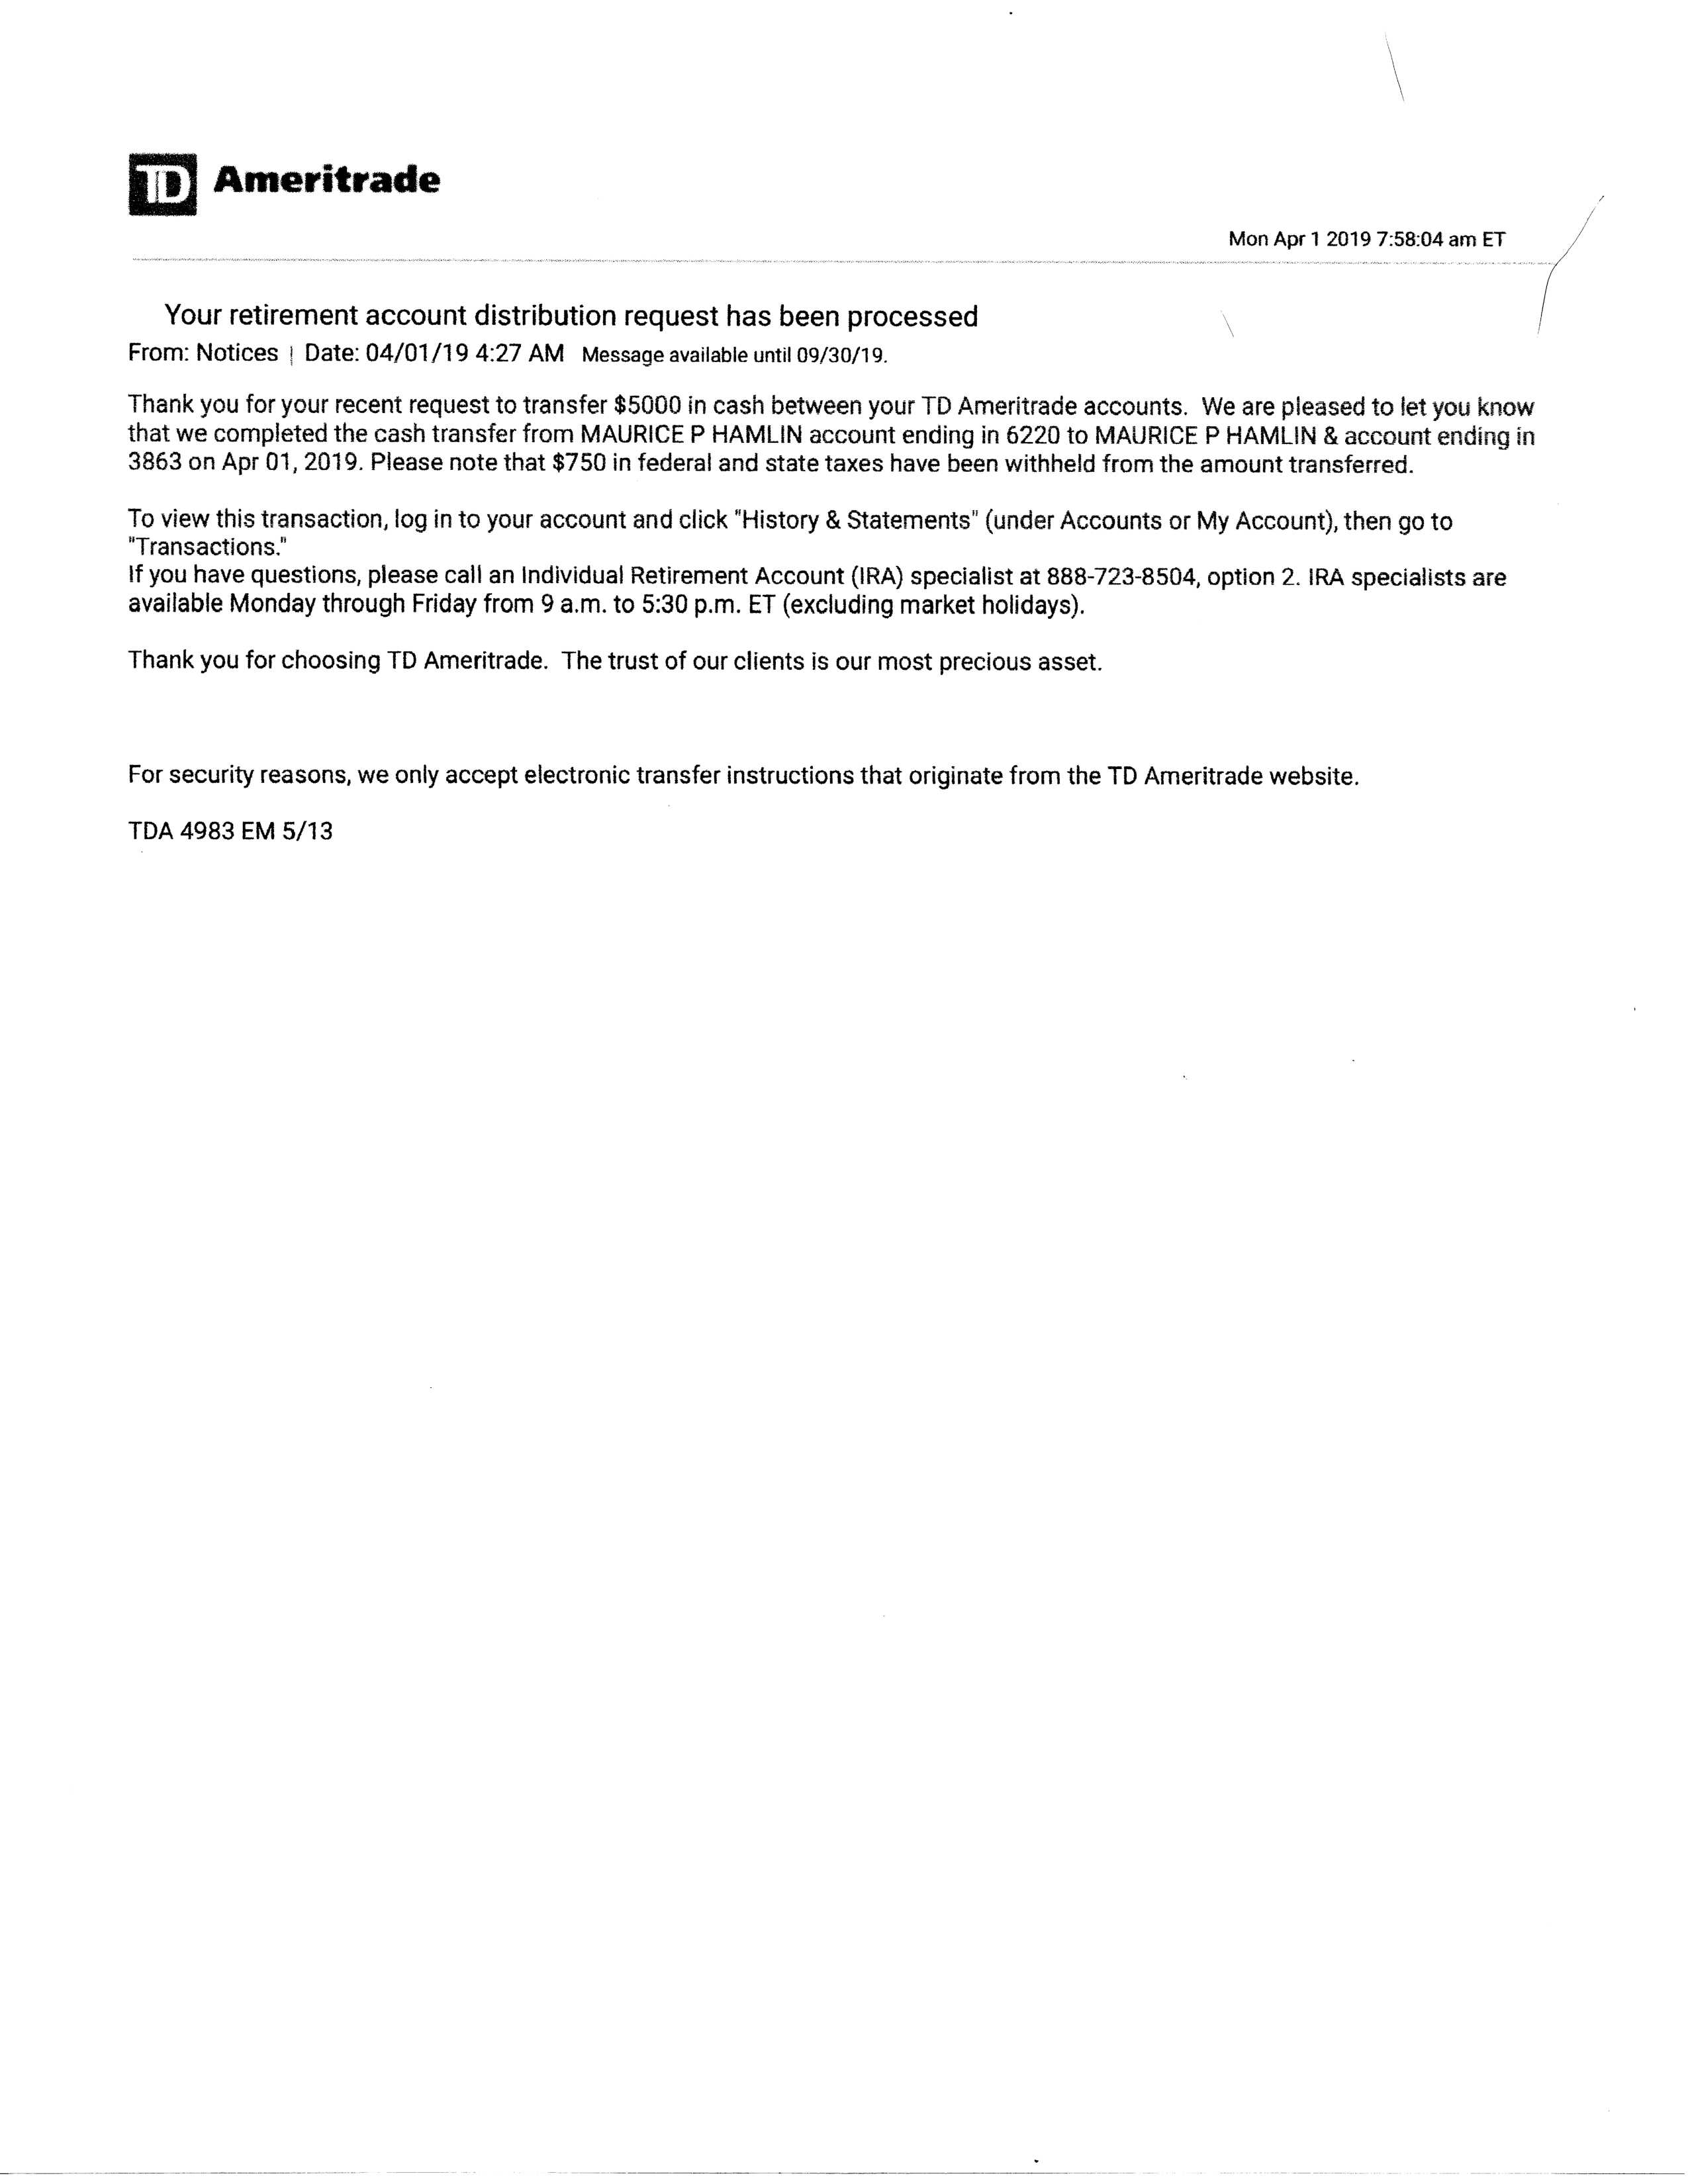 TD Ameritrade
Mon Apr 1 2019 7:58:04 am ET
Your retirement account distribution request has been processed
From: Notices | Date: 04/01/19 4:27 AM Message available until 09/30/19.
Thank you for your recent request to transfer $5000 in cash between your TD Ameritrade accounts. We are pleased to let you know
that we completed the cash transfer from MAURICE P HAMLIN account ending in 6220 to MAURICE P HAMLIN & account ending in
3863 on Apr 01, 2019. Please note that $750 in federal and state taxes have been withheld from the amount transferred.
To view this transaction, log in to your account and click "History & Statements" (under Accounts or My Account), then go to
"Transactions."
If you have questions, please call an Individual Retirement Account (IRA) specialist at 888-723-8504, option 2. IRA specialists are
available Monday through Friday from 9 a.m. to 5:30 p.m. ET (excluding market holidays).
Thank you for choosing TD Ameritrade. The trust of our clients is our most precious asset.
For security reasons, we only accept electronic transfer instructions that originate from the TD Ameritrade website.
TDA 4983 EM 5/13